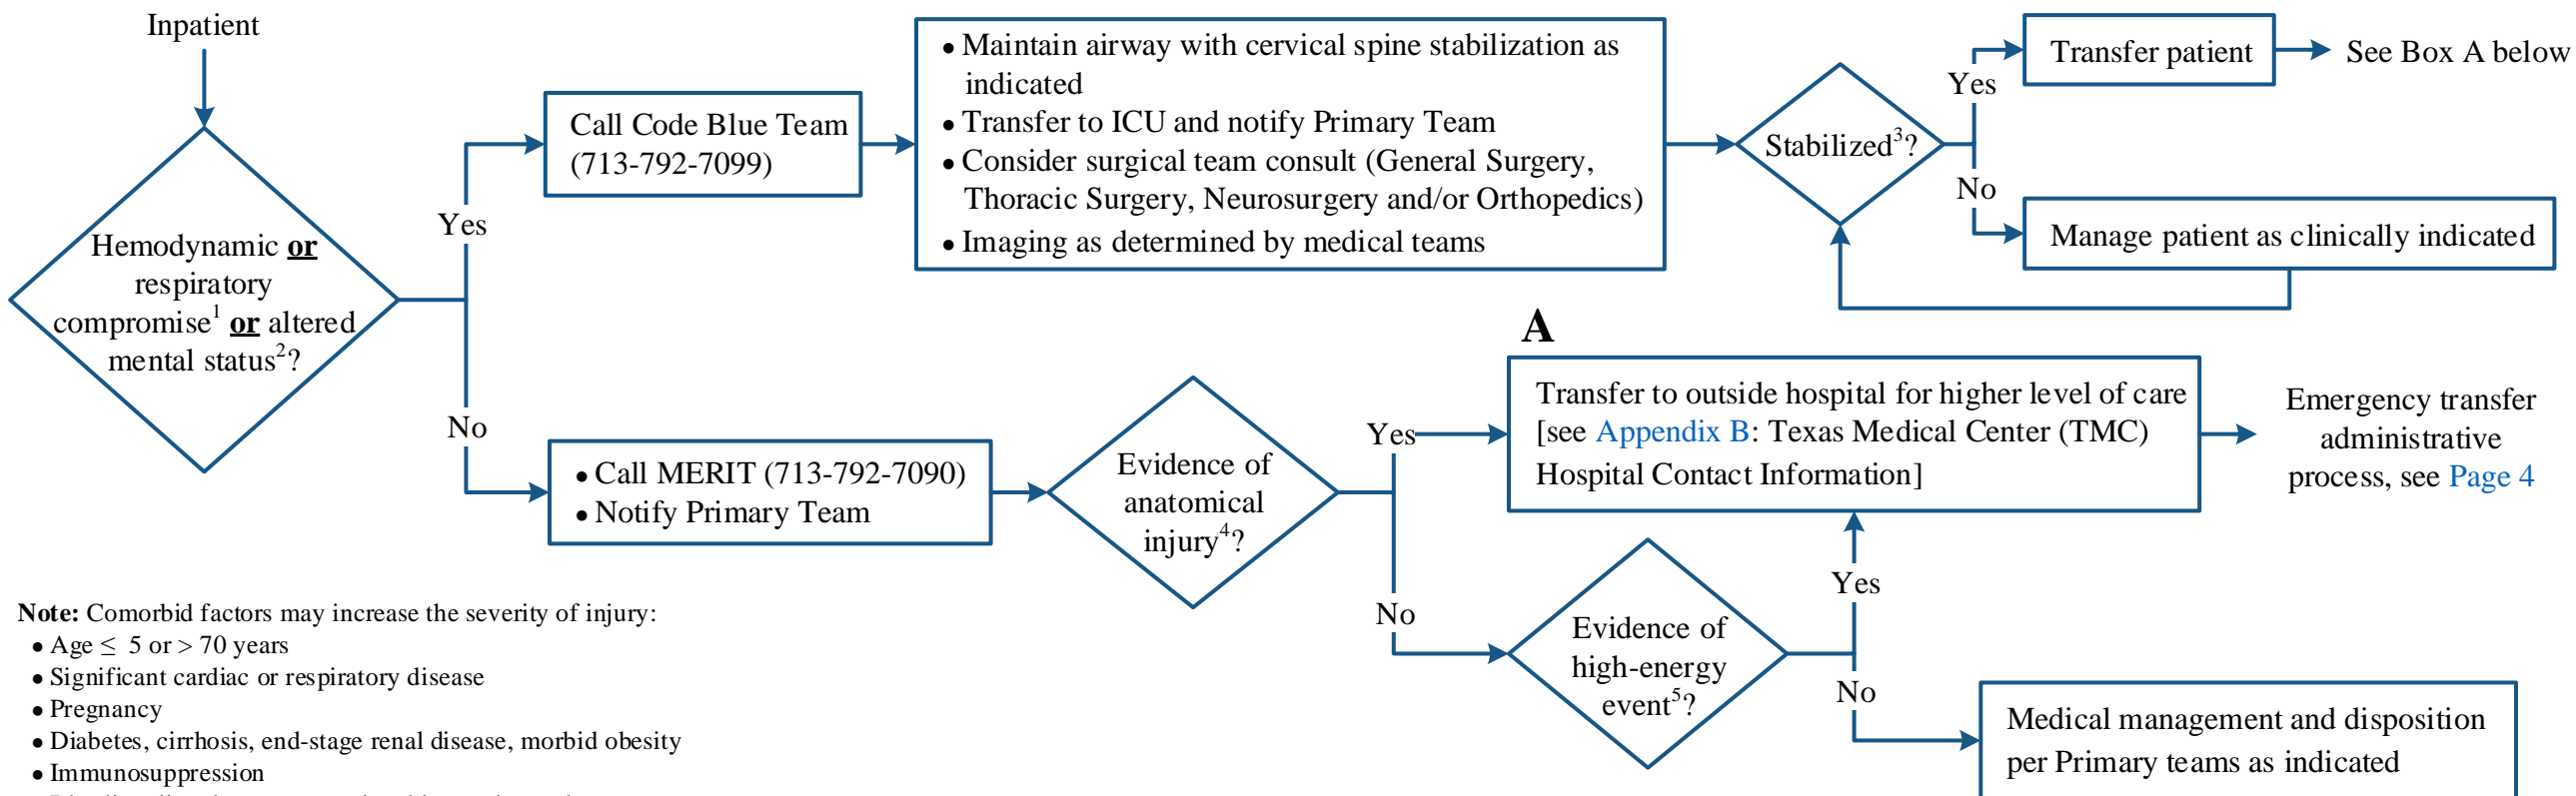 Inpatient
Hemodynamic or
respiratory
compromise1 or altered
mental status2?
Yes
Call Code Blue Team
(713-792-7099)
• Maintain airway with cervical spine stabilization as
indicated
• Transfer to ICU and notify Primary Team
• Consider surgical team consult (General Surgery,
Thoracic Surgery, Neurosurgery and/or Orthopedics)
• Imaging as determined by medical teams
Stabilized3?
Yes
Transfer patient
See Box A below
No
Manage patient as clinically indicated
No
• Call MERIT (713-792-7090)
• Notify Primary Team
Evidence of
anatomical
injury4?
Yes
A
Transfer to outside hospital for higher level of care
[see Appendix B: Texas Medical Center (TMC)
Hospital Contact Information]
Emergency transfer
administrative
process, see Page 4
No
Evidence of
high-energy
event5?
Yes
No
Medical management and disposition
per Primary teams as indicated
Note: Comorbid factors may increase the severity of injury:
• Age ≤ 5 or > 70 years
• Significant cardiac or respiratory disease
• Pregnancy
• Diabetes, cirrhosis, end-stage renal disease, morbid obesity
• Immunosuppression